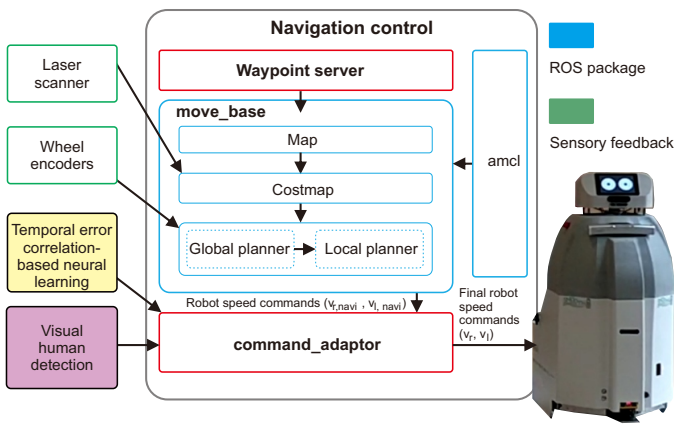 Navigation control
Laser
scanner
Waypoint server
ROS package
move_base
Map
amcl
Sensory feedback
Wheel
encoders
Costmap
Temporal error
correlation-
based neural
learning
Global planner
Local planner
Robot speed commands (vr,navi , vl, navi)
Final robot
speed
commands
(vr, vl)
Visual
human
detection
command_adaptor